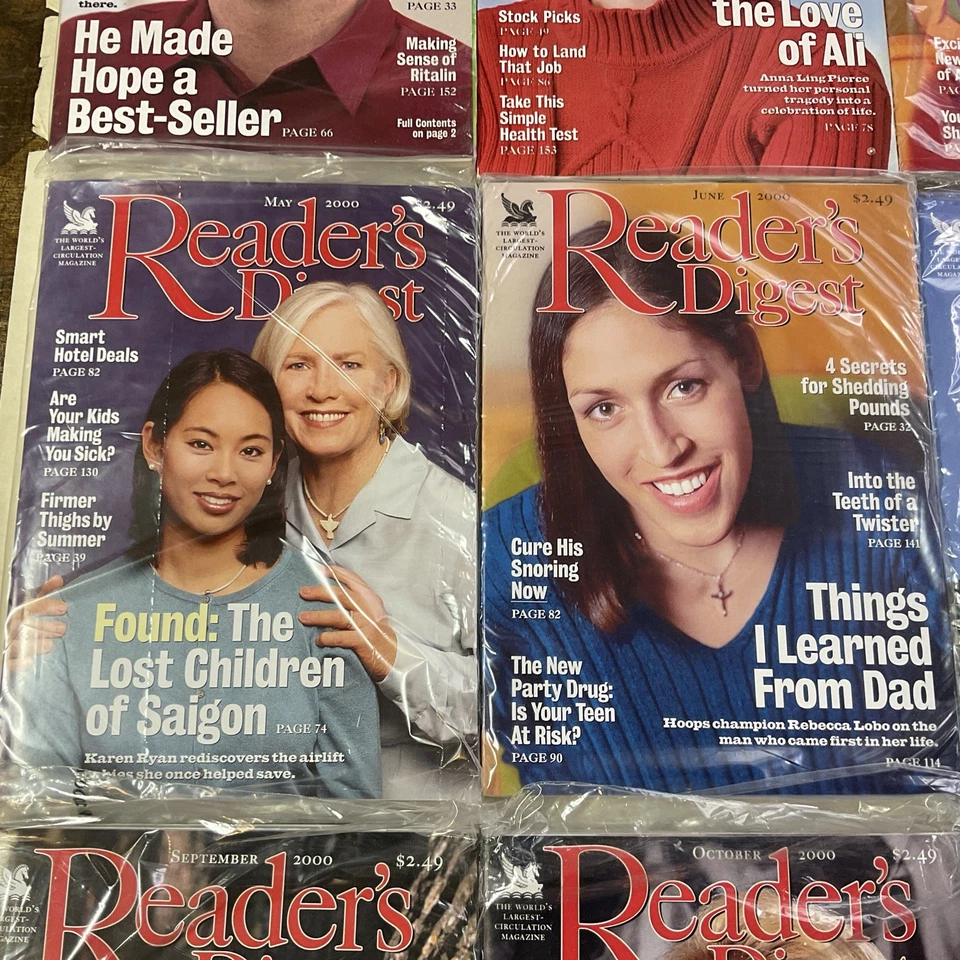 there.
PAGE 33
He Made
Hope a
Best-Seller PAGE 66
Making
Sense of
Ritalin
PAGE 152
Full Contents
on page 2
Stock Picks
PAGE 49
How to Land
That Job
PAGE 86
Take This
Simple
Health Test
PAGE 153
the Love
of Ali
Anna Ling Pierce
turned her personal
tragedy into a
celebration of life.
PAGE 78
MAY 2000 $2.49
THE WORLD'S
LARGEST-
CIRCULATION
MAGAZINE
Reader's
Digest
Smart
Hotel Deals
PAGE 82
Are
Your Kids
Making
You Sick?
PAGE 130
Firmer
Thighs by
Summer
PAGE 39
Found: The
Lost Children
of Saigon PAGE 74
Karen Ryan rediscovers the airlift
babies she once helped save.
JUNE 2000 $2.49
THE WORLD'S
LARGEST-
CIRCULATION
MAGAZINE
Reader's
Digest
4 Secrets
for Shedding
Pounds
PAGE 32
Into the
Teeth of a
Twister
PAGE 141
Cure His
Snoring
Now
PAGE 82
Things
I Learned
From Dad
Hoops champion Rebecca Lobo on the
man who came first in her life.
PAGE 114
The New
Party Drug:
Is Your Teen
At Risk?
PAGE 90
SEPTEMBER 2000 $2.49
Reader's
OCTOBER 2000 $2.49
THE WORLD'S
LARGEST-
CIRCULATION
MAGAZINE
Reader's